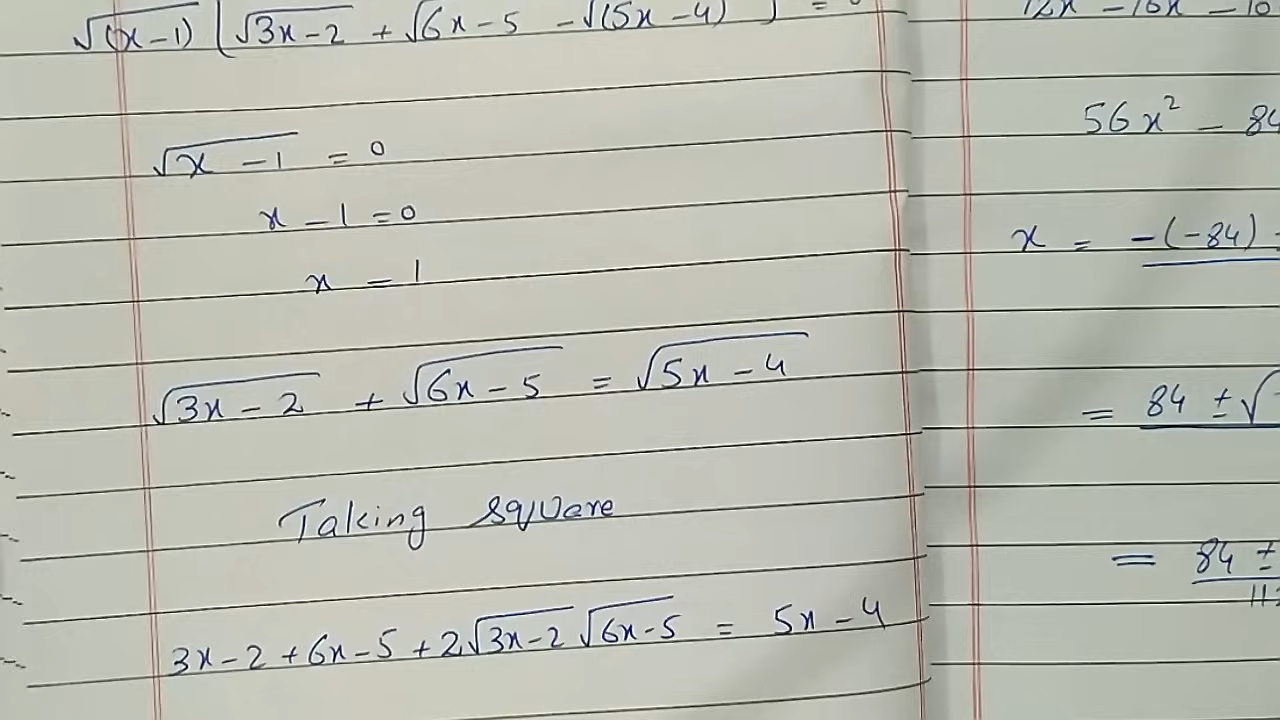 √(x-1) [√3x-2 + √6x-5 - √(5x-4) ] =
√x-1 = 0
x-1=0
x = 1
√3x-2 + √6x-5 = √5x-4
Taking square
3x-2+6x-5+2√3x-2 √6x-5 = 5x-4
56x² - 84
x = -(-84)
= 84 ±√
= 84 ±